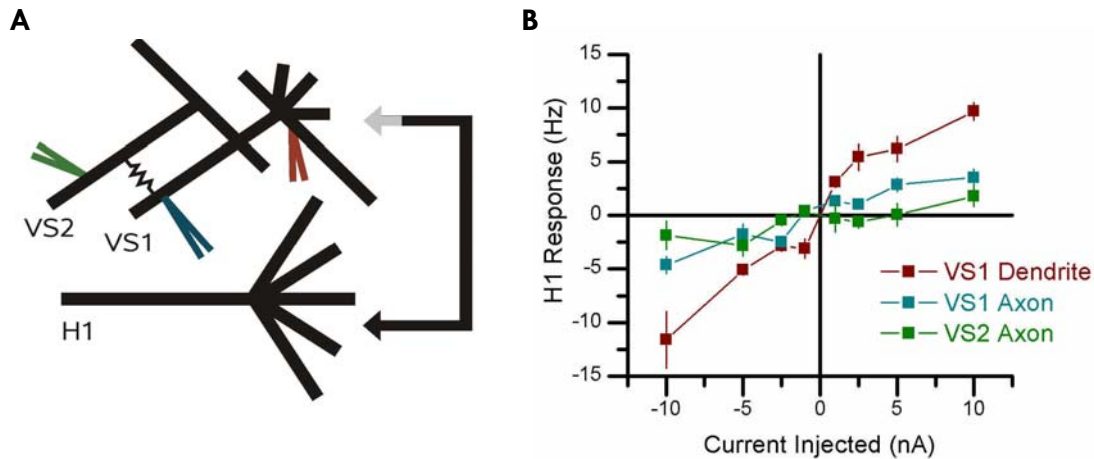 A
VS2
VS1
H1
B
15
10
5
0
-5
-10
-15
H1 Response (Hz)
VS1 Dendrite
VS1 Axon
VS2 Axon
-10
-5
0
5
10
Current Injected (nA)